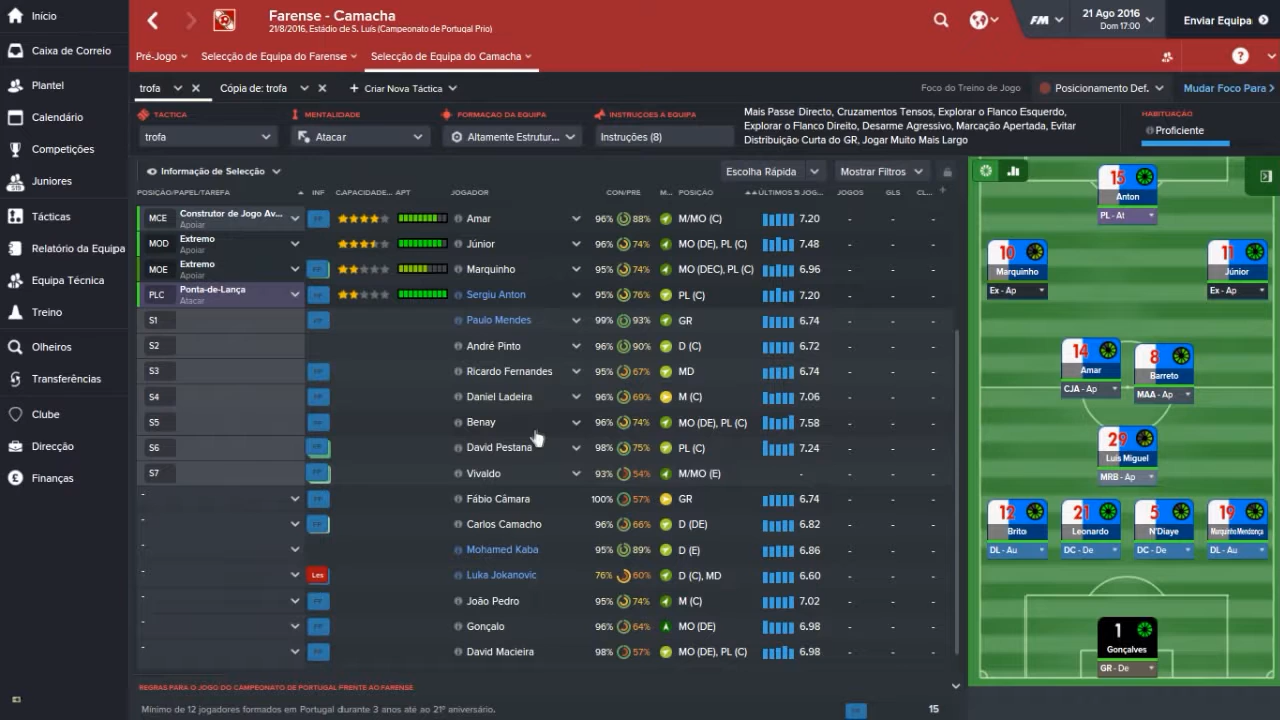 Início
Caixa de Correio
Plantel
Calendário
Competições
Juniores
Tácticas
Relatório da Equipa
Equipa Técnica
Treino
Olheiros
Transferências
Clube
Direcção
Finanças
Farense - Camacha
21/8/2016, Estádio de S. Luís (Campeonato de Portugal Prio)
FM
21 Ago 2016
Dom 17:00
Enviar Equipa
Pré-Jogo
Selecção de Equipa do Farense
Selecção de Equipa do Camacha
trofa
Cópia de: trofa
Criar Nova Táctica
Foco do Treino de Jogo
Posicionamento Def.
Mudar Foco Para
TÁCTICA
MENTALIDADE
FORMAÇÃO DA EQUIPA
INSTRUÇÕES À EQUIPA
trofa
Atacar
Altamente Estrutur...
Instruções (8)
Mais Passe Directo, Cruzamentos Tensos, Explorar o Flanco Esquerdo,
Explorar o Flanco Direito, Desarme Agressivo, Marcação Apertada, Evitar
Distribuição Curta do GR, Jogar Muito Mais Largo
HABITUAÇÃO
Proficiente
Informação de Selecção
Escolha Rápida
Mostrar Filtros
POSIÇÃO/PAPEL/TAREFA INF CAPACIDADE... APT JOGADOR CON/PRE M... POSIÇÃO ÚLTIMOS 5 JOG... JOGOS GLS CL...
MCE Construtor de Jogo Av... Apoiar FP Amar 96% 88% M/MO (C) 7.20 - - -
MOD Extremo Apoiar Júnior 96% 74% MO (DE), PL (C) 7.48 - - -
MOE Extremo Apoiar FP Marquinho 95% 74% MO (DEC), PL (C) 6.96 - - -
PLC Ponta-de-Lança Atacar FP Sergiu Anton 95% 76% PL (C) 7.20 - - -
S1 FP Paulo Mendes 99% 93% GR 6.74 - - -
S2 André Pinto 96% 90% D (C) 6.72 - - -
S3 FP Ricardo Fernandes 95% 67% MD 6.74 - - -
S4 FP Daniel Ladeira 96% 69% M (C) 7.06 - - -
S5 FP Benay 96% 74% MO (DE), PL (C) 7.58 - - -
S6 FP David Pestana 98% 75% PL (C) 7.24 - - -
S7 FP Vivaldo 93% 54% M/MO (E) - - - -
- FP Fábio Câmara 100% 57% GR 6.74 - - -
- FP Carlos Camacho 96% 66% D (DE) 6.82 - - -
- Mohamed Kaba 95% 89% D (E) 6.86 - - -
- Les Luka Jokanovic 76% 60% D (C), MD 6.60 - - -
- FP João Pedro 95% 74% M (C) 7.02 - - -
- FP Gonçalo 96% 64% MO (DE) 6.98 - - -
- FP David Macieira 98% 57% MO (DE), PL (C) 6.98 - - -
REGRAS PARA O JOGO DO CAMPEONATO DE PORTUGAL FRENTE AO FARENSE
Mínimo de 12 jogadores formados em Portugal durante 3 anos até ao 21º aniversário.
FP 15
15
Anton
PL - At
10 11
Marquinho Júnior
Ex - Ap Ex - Ap
14 8
Amar Barreto
CJA - Ap MAA - Ap
29
Luís Miguel
MRB - Ap
12 21 5 19
Brito Leonardo N'Diaye Marquinho Mendonça
DL - Au DC - De DC - De DL - Au
1
Gonçalves
GR - De